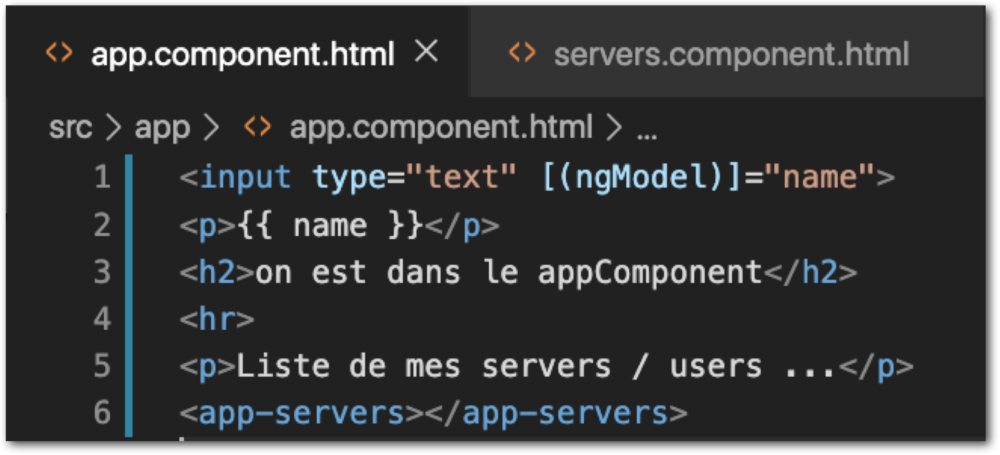 app.component.html servers.component.html
src > app > app.component.html > ...
1 <input type="text" [(ngModel)]="name">
2 <p>{{ name }}</p>
3 <h2>on est dans le appComponent</h2>
4 <hr>
5 <p>Liste de mes servers / users ...</p>
6 <app-servers></app-servers>